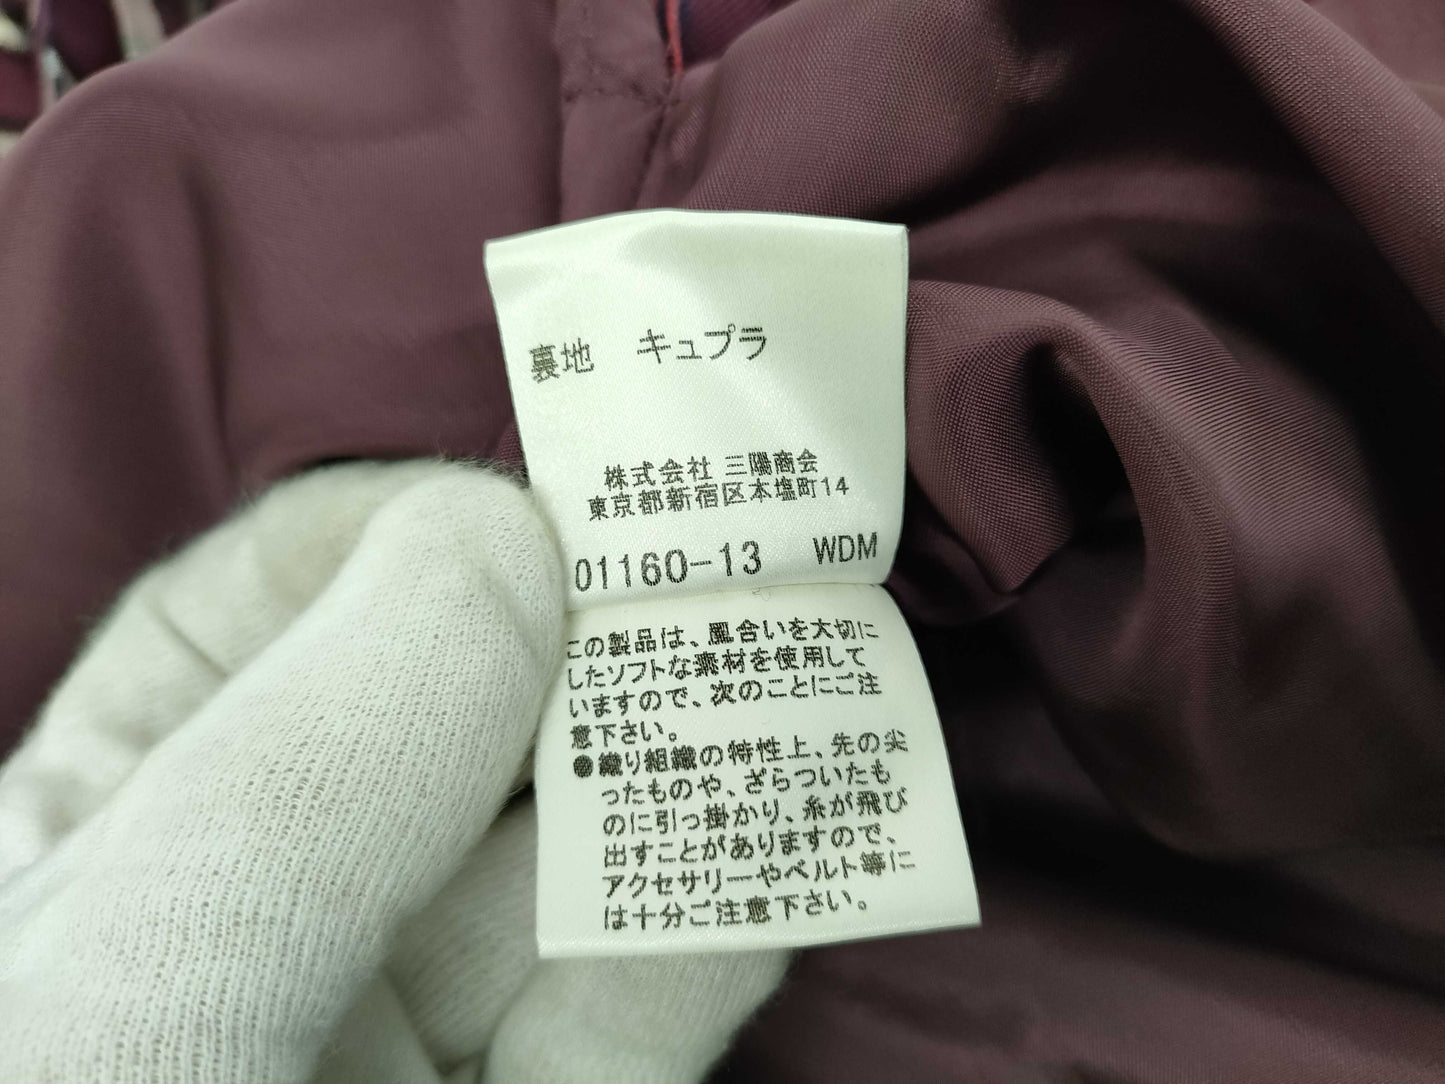 裏地 キュプラ
株式会社 三陽商会
東京都新宿区本塩町14
01160-13 WDM
この製品は、風合いを大切に
したソフトな素材を使用して
いますので、次のことにご注
意下さい。
●織り組織の特性上、先の尖
ったものや、ざらついたも
のに引っ掛かり、糸が飛び
出すことがありますので、
アクセサリーやベルト等に
は十分ご注意下さい。